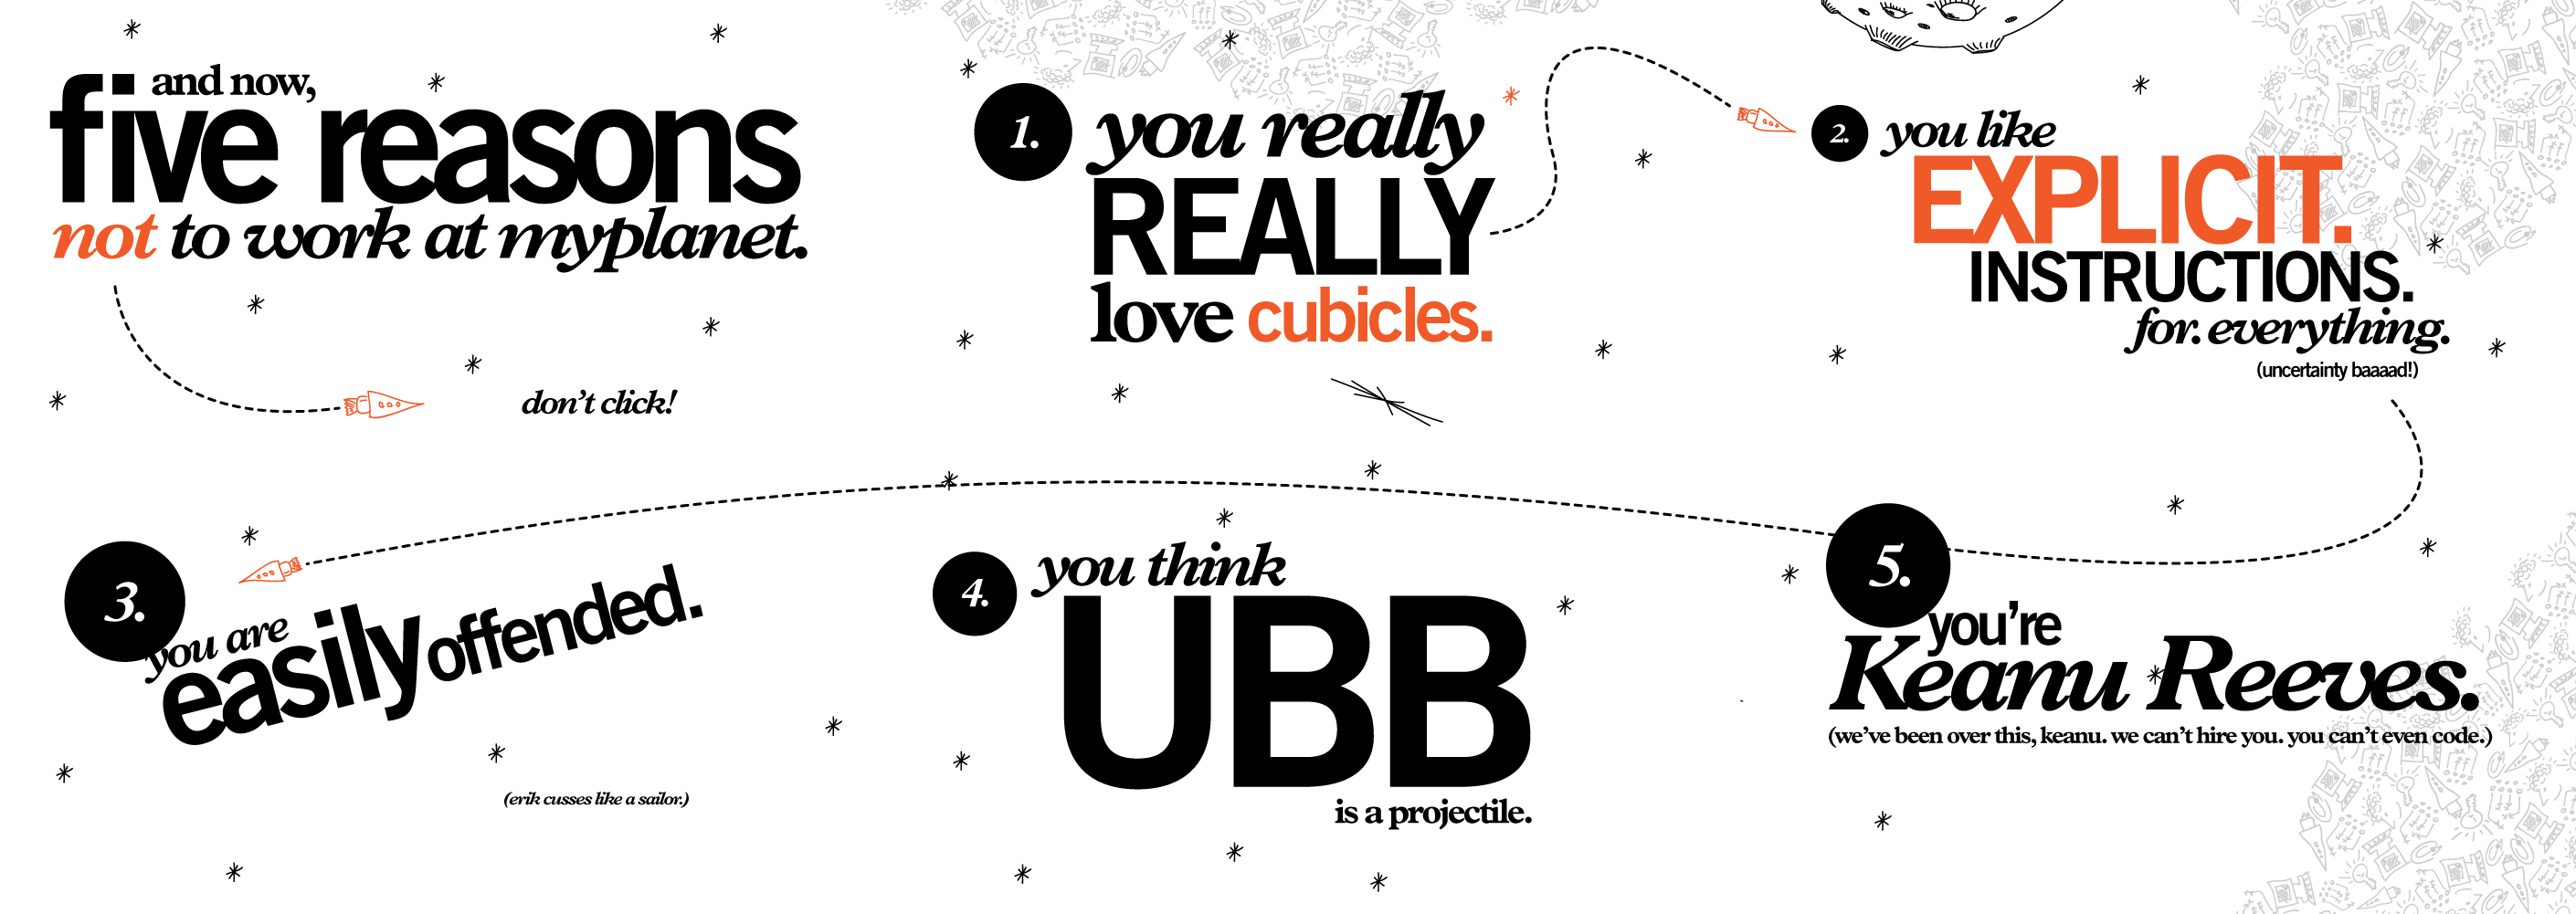 and now,
five reasons
not to work at myplanet.
don't click!
1.
you really
REALLY
love cubicles.
2.
you like
EXPLICIT.
INSTRUCTIONS.
for. everything.
(uncertainty baaaad!)
3.
you are
easily offended.
(erik cusses like a sailor.)
4.
you think
UBB
is a projectile.
5.
you're
Keanu Reeves.
(we've been over this, keanu. we can't hire you. you can't even code.)